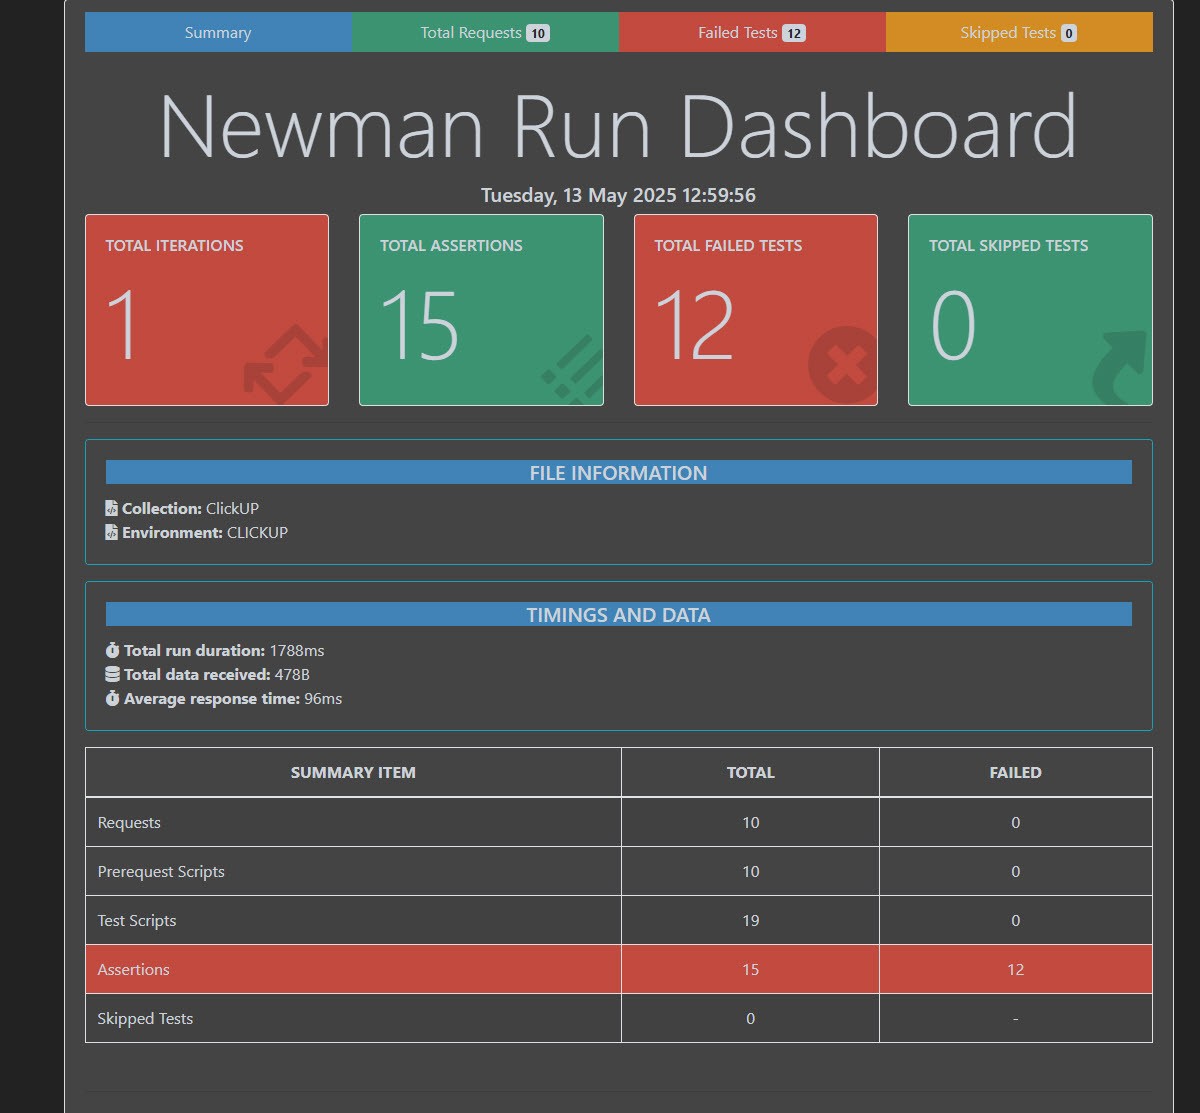 Summary
Total Requests 10
Failed Tests 12
Skipped Tests 0
Newman Run Dashboard
Tuesday, 13 May 2025 12:59:56
TOTAL ITERATIONS
1
TOTAL ASSERTIONS
15
TOTAL FAILED TESTS
12
TOTAL SKIPPED TESTS
0
FILE INFORMATION
Collection: ClickUP
Environment: CLICKUP
TIMINGS AND DATA
Total run duration: 1788ms
Total data received: 478B
Average response time: 96ms
SUMMARY ITEM TOTAL FAILED
Requests 10 0
Prerequest Scripts 10 0
Test Scripts 19 0
Assertions 15 12
Skipped Tests 0 -